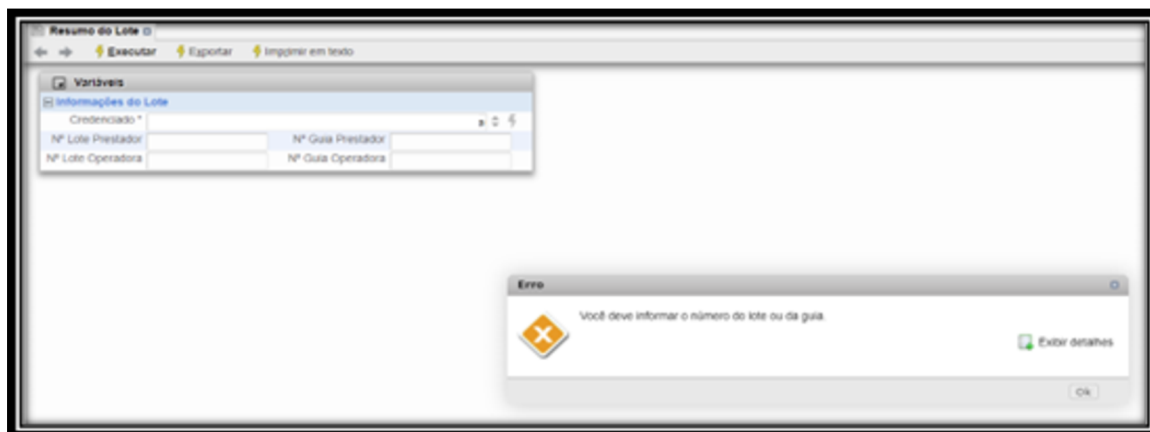 Resumo do Lote
Executar Exportar Imprimir em texto
Variáveis
Informações do Lote
Credenciado *
Nº Lote Prestador Nº Guia Prestador
Nº Lote Operadora Nº Guia Operadora
Erro
Você deve informar o número do lote ou da guia.
Exibir detalhes
Ok